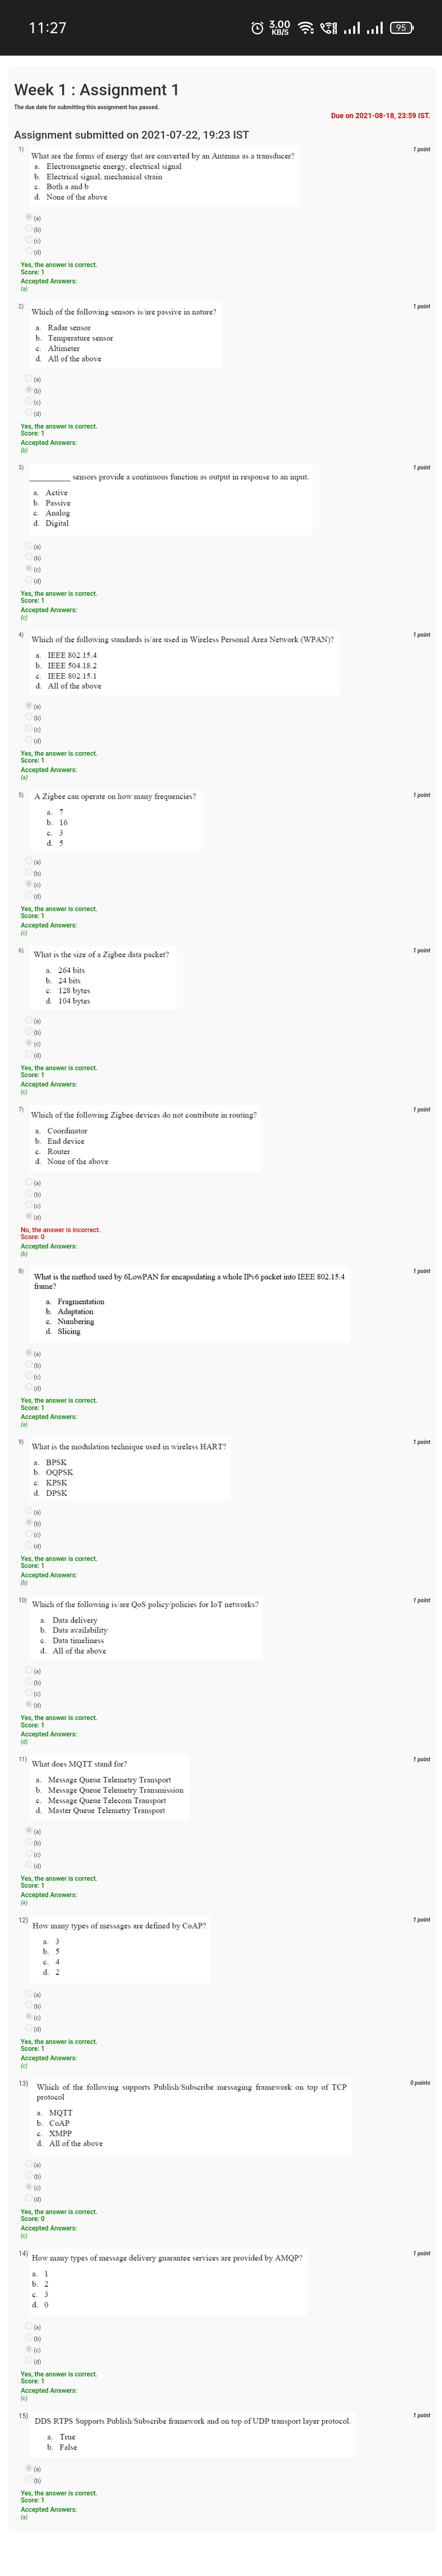 11:27
3.00
KB/S
95
Week 1 : Assignment 1
The due date for submitting this assignment has passed.
Due on 2021-08-18, 23:59 IST.
Assignment submitted on 2021-07-22, 19:23 IST
1) 1 point
What are the forms of energy that are converted by an Antenna as a transducer?
a. Electromagnetic energy, electrical signal
b. Electrical signal, mechanical strain
c. Both a and b
d. None of the above
(a)
(b)
(c)
(d)
Yes, the answer is correct.
Score: 1
Accepted Answers:
(a)
2) 1 point
Which of the following sensors is/are passive in nature?
a. Radar sensor
b. Temperature sensor
c. Altimeter
d. All of the above
(a)
(b)
(c)
(d)
Yes, the answer is correct.
Score: 1
Accepted Answers:
(b)
3) 1 point
__________ sensors provide a continuous function as output in response to an input.
a. Active
b. Passive
c. Analog
d. Digital
(a)
(b)
(c)
(d)
Yes, the answer is correct.
Score: 1
Accepted Answers:
(c)
4) 1 point
Which of the following standards is/are used in Wireless Personal Area Network (WPAN)?
a. IEEE 802.15.4
b. IEEE 504.18.2
c. IEEE 802.15.1
d. All of the above
(a)
(b)
(c)
(d)
Yes, the answer is correct.
Score: 1
Accepted Answers:
(a)
5) 1 point
A Zigbee can operate on how many frequencies?
a. 7
b. 16
c. 3
d. 5
(a)
(b)
(c)
(d)
Yes, the answer is correct.
Score: 1
Accepted Answers:
(c)
6) 1 point
What is the size of a Zigbee data packet?
a. 264 bits
b. 24 bits
c. 128 bytes
d. 104 bytes
(a)
(b)
(c)
(d)
Yes, the answer is correct.
Score: 1
Accepted Answers:
(c)
7) 1 point
Which of the following Zigbee devices do not contribute in routing?
a. Coordinator
b. End device
c. Router
d. None of the above
(a)
(b)
(c)
(d)
No, the answer is incorrect.
Score: 0
Accepted Answers:
(b)
8) 1 point
What is the method used by 6LowPAN for encapsulating a whole IPv6 packet into IEEE 802.15.4
frame?
a. Fragmentation
b. Adaptation
c. Numbering
d. Slicing
(a)
(b)
(c)
(d)
Yes, the answer is correct.
Score: 1
Accepted Answers:
(a)
9) 1 point
What is the modulation technique used in wireless HART?
a. BPSK
b. OQPSK
c. KPSK
d. DPSK
(a)
(b)
(c)
(d)
Yes, the answer is correct.
Score: 1
Accepted Answers:
(b)
10) 1 point
Which of the following is/are QoS policy/policies for IoT networks?
a. Data delivery
b. Data availability
c. Data timeliness
d. All of the above
(a)
(b)
(c)
(d)
Yes, the answer is correct.
Score: 1
Accepted Answers:
(d)
11) 1 point
What does MQTT stand for?
a. Message Queue Telemetry Transport
b. Message Queue Telemetry Transmission
c. Message Queue Telecom Transport
d. Master Queue Telemetry Transport
(a)
(b)
(c)
(d)
Yes, the answer is correct.
Score: 1
Accepted Answers:
(a)
12) 1 point
How many types of messages are defined by CoAP?
a. 3
b. 5
c. 4
d. 2
(a)
(b)
(c)
(d)
Yes, the answer is correct.
Score: 1
Accepted Answers:
(c)
13) 0 points
Which of the following supports Publish/Subscribe messaging framework on top of TCP
protocol
a. MQTT
b. CoAP
c. XMPP
d. All of the above
(a)
(b)
(c)
(d)
Yes, the answer is correct.
Score: 0
Accepted Answers:
(c)
14) 1 point
How many types of message delivery guarantee services are provided by AMQP?
a. 1
b. 2
c. 3
d. 0
(a)
(b)
(c)
(d)
Yes, the answer is correct.
Score: 1
Accepted Answers:
(c)
15) 1 point
DDS RTPS Supports Publish/Subscribe framework and on top of UDP transport layer protocol.
a. True
b. False
(a)
(b)
Yes, the answer is correct.
Score: 1
Accepted Answers:
(a)